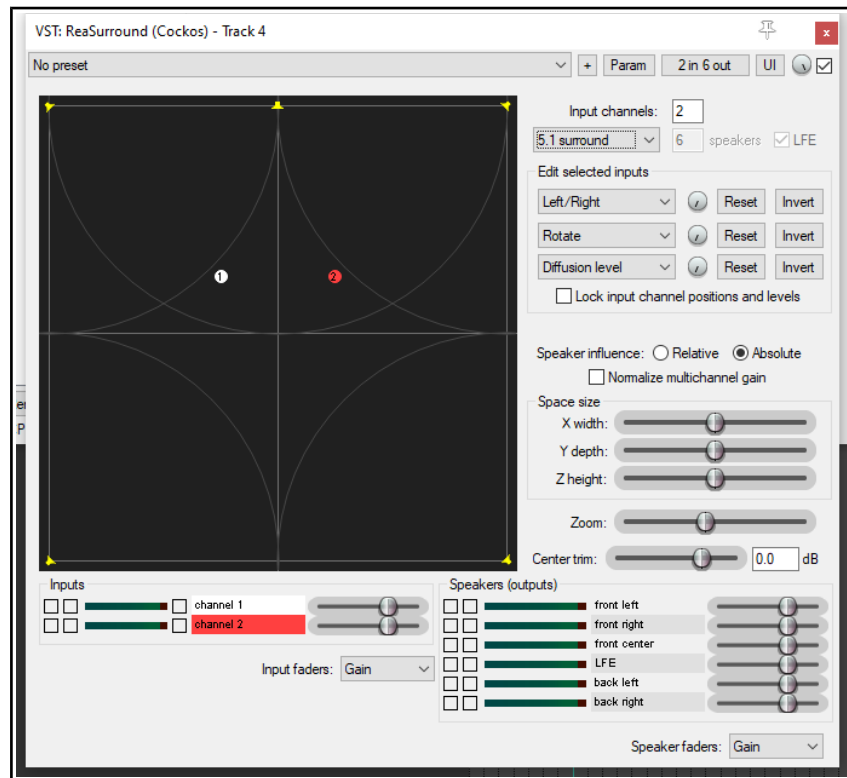 VST: ReaSurround (Cockos) - Track 4
x
No preset
+ Param 2 in 6 out UI
Input channels: 2
5.1 surround 6 speakers LFE
Edit selected inputs
Left/Right Reset Invert
Rotate Reset Invert
Diffusion level Reset Invert
Lock input channel positions and levels
1 2
Speaker influence: Relative Absolute
Normalize multichannel gain
Space size
X width:
Y depth:
Z height:
Zoom:
Center trim: 0.0 dB
Inputs
channel 1
channel 2
Input faders: Gain
Speakers (outputs)
front left
front right
front center
LFE
back left
back right
Speaker faders: Gain